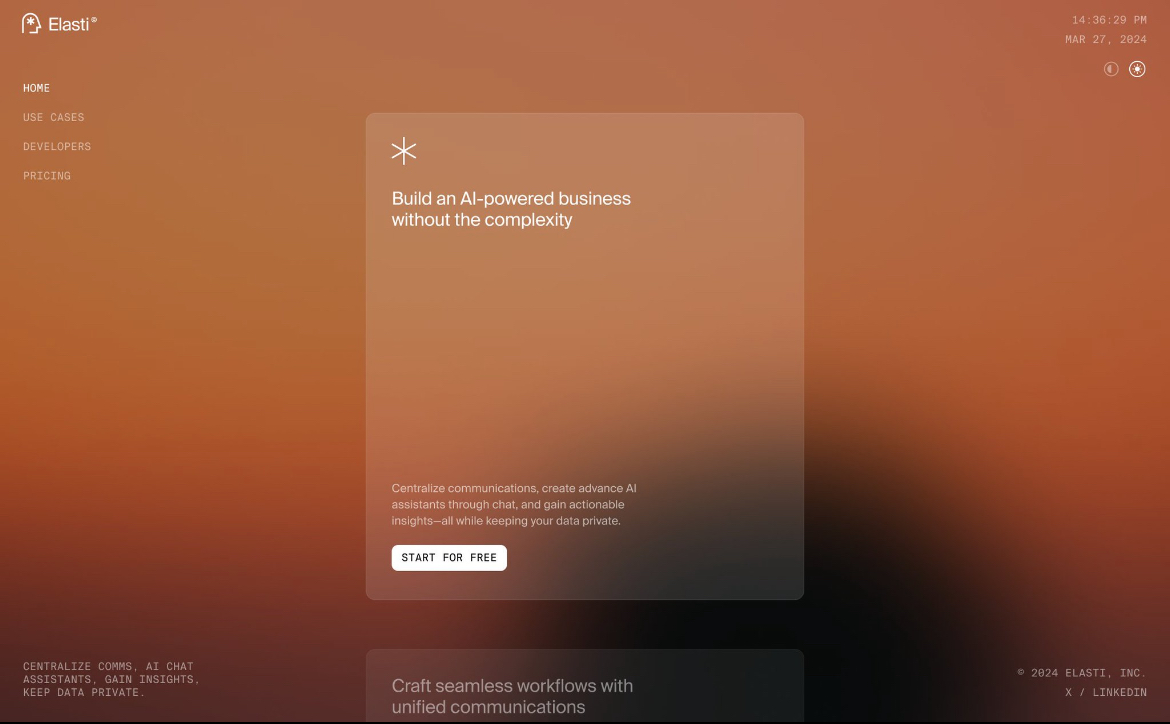 Elasti®
14:36:29 PM
MAR 27, 2024
HOME
USE CASES
DEVELOPERS
PRICING
Build an AI-powered business
without the complexity
Centralize communications, create advance AI
assistants through chat, and gain actionable
insights—all while keeping your data private.
START FOR FREE
CENTRALIZE COMMS, AI CHAT
ASSISTANTS, GAIN INSIGHTS,
KEEP DATA PRIVATE.
Craft seamless workflows with
unified communications
© 2024 ELASTI, INC.
X / LINKEDIN